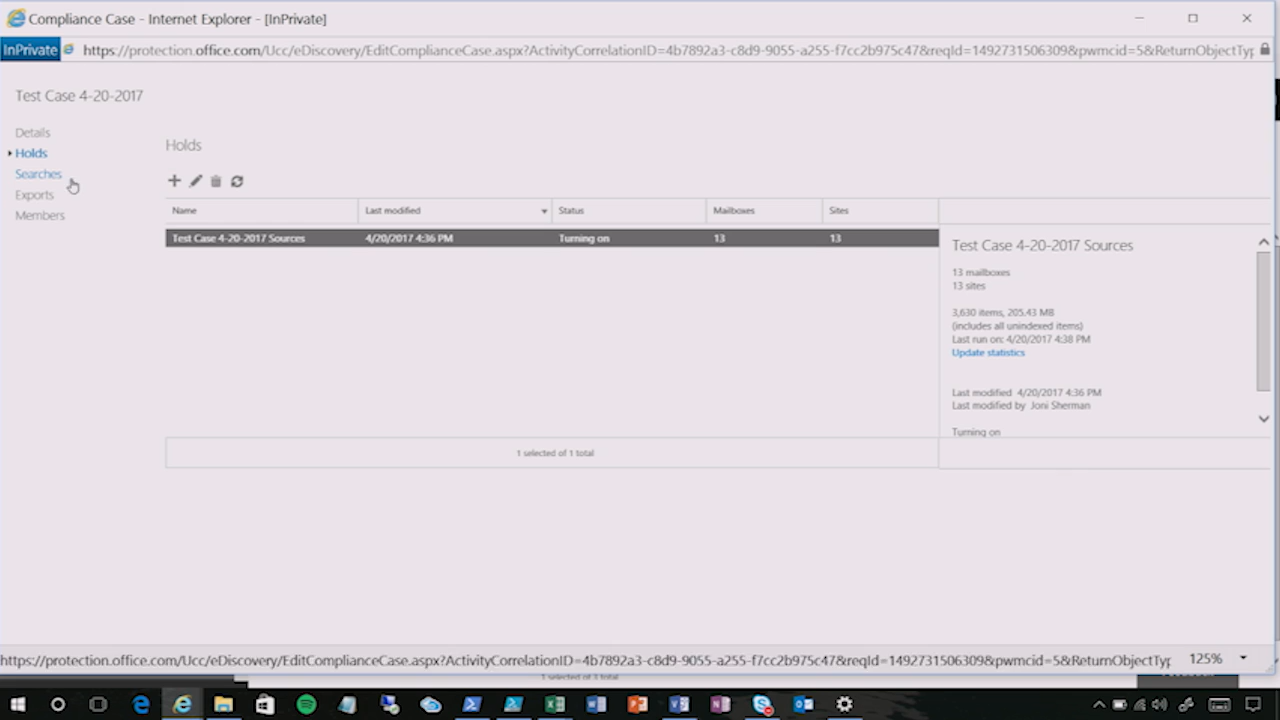 Compliance Case - Internet Explorer - [InPrivate]
InPrivate https://protection.office.com/Ucc/eDiscovery/EditComplianceCase.aspx?ActivityCorrelationID=4b7892a3-c8d9-9055-a255-f7cc2b975c47&reqId=1492731506309&pwmcid=5&ReturnObjectTyp
Test Case 4-20-2017
Details
Holds
Searches
Exports
Members
Holds
Name Last modified Status Mailboxes Sites
Test Case 4-20-2017 Sources 4/20/2017 4:36 PM Turning on 13 13
Test Case 4-20-2017 Sources
13 mailboxes
13 sites
3,630 items, 205.43 MB
(includes all unindexed items)
Last run on: 4/20/2017 4:38 PM
Update statistics
Last modified 4/20/2017 4:36 PM
Last modified by Joni Sherman
Turning on
1 selected of 1 total
https://protection.office.com/Ucc/eDiscovery/EditComplianceCase.aspx?ActivityCorrelationID=4b7892a3-c8d9-9055-a255-f7cc2b975c47&reqId=1492731506309&pwmcid=5&ReturnObjectTyp 125%
1 selected of 3 total